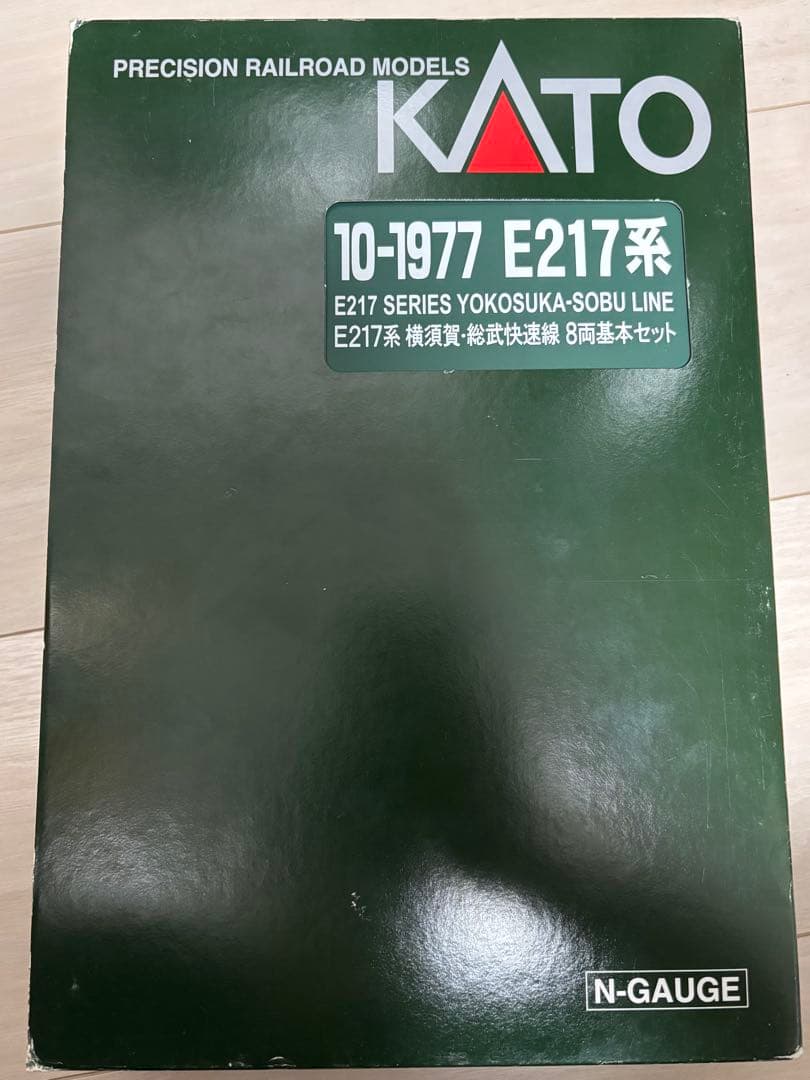 PRECISION RAILROAD MODELS
KATO
10-1977 E217系
E217 SERIES YOKOSUKA-SOBU LINE
E217系 横須賀・総武快速線 8両基本セット
N-GAUGE